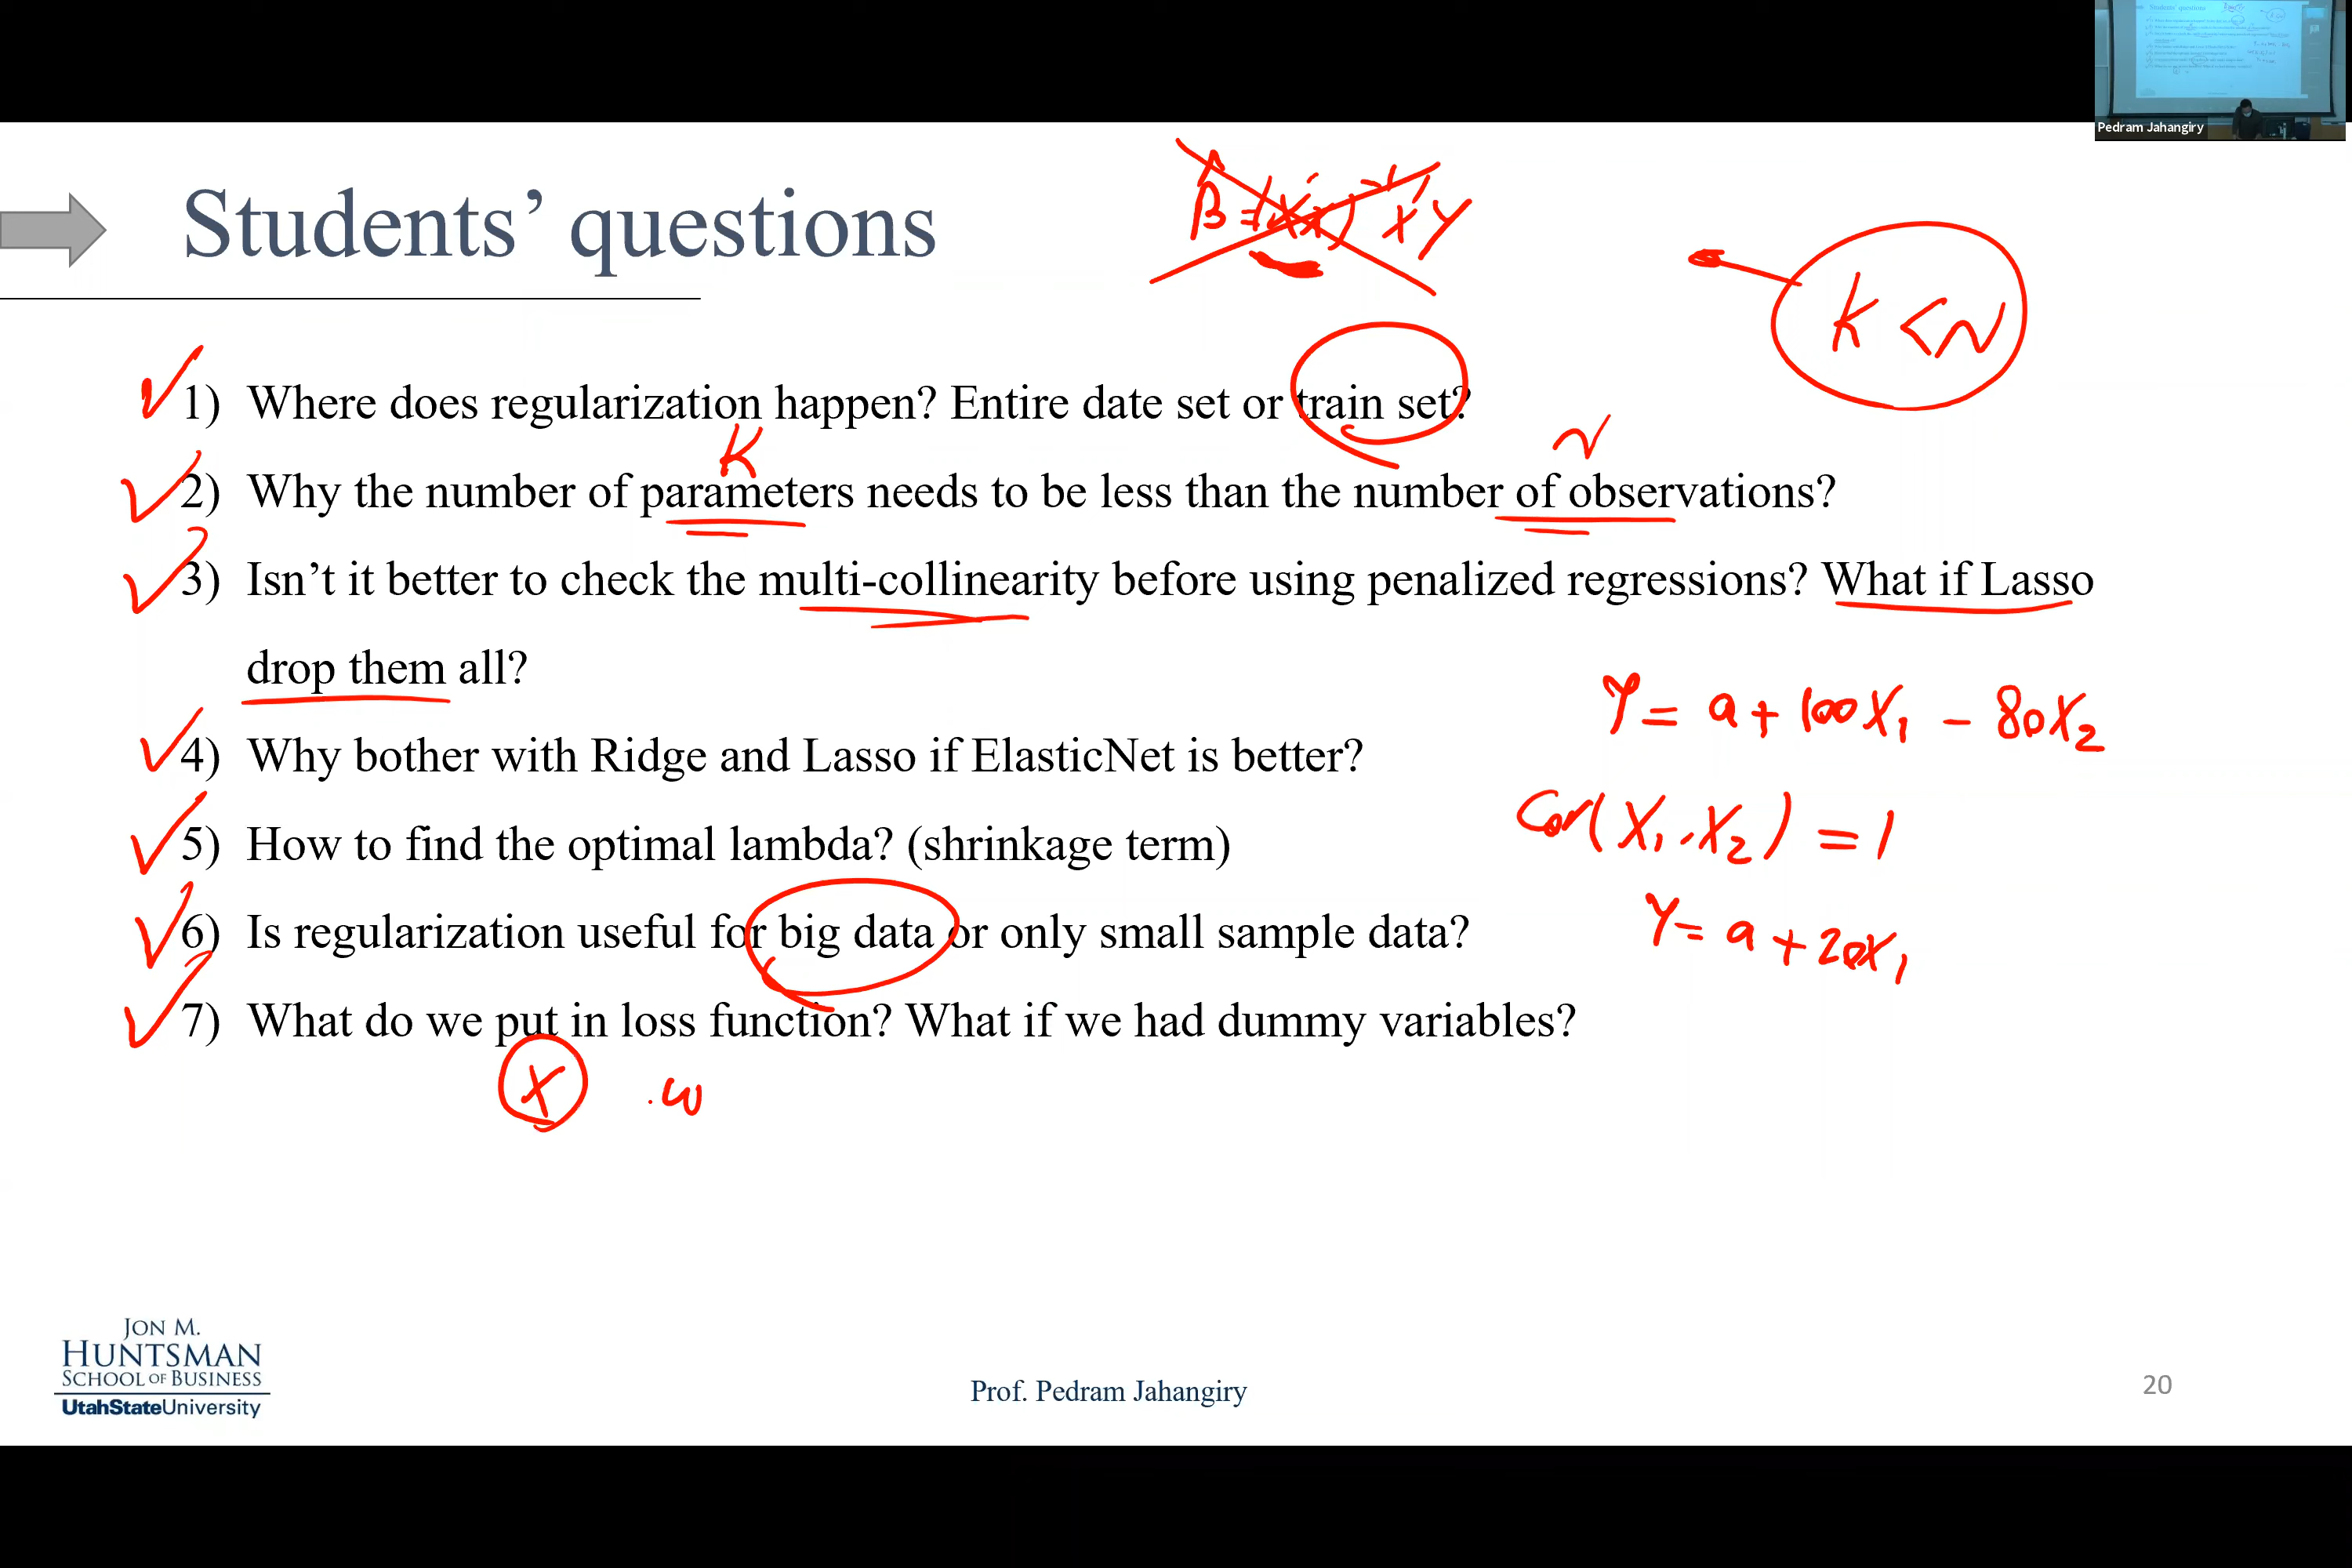 Pedram Jahangiry
Students’ questions
β̂ = (X'X)⁻¹ X'Y
K < N
1) Where does regularization happen? Entire date set or train set?
K
N
2) Why the number of parameters needs to be less than the number of observations?
3) Isn’t it better to check the multi-collinearity before using penalized regressions? What if Lasso
drop them all?
Y = a + 100X₁ - 80X₂
4) Why bother with Ridge and Lasso if ElasticNet is better?
5) How to find the optimal lambda? (shrinkage term)
Cor(X₁, X₂) = 1
6) Is regularization useful for big data or only small sample data?
Y = a + 20X₁
7) What do we put in loss function? What if we had dummy variables?
X
JON M.
HUNTSMAN
SCHOOL OF BUSINESS
UtahStateUniversity
Prof. Pedram Jahangiry
20